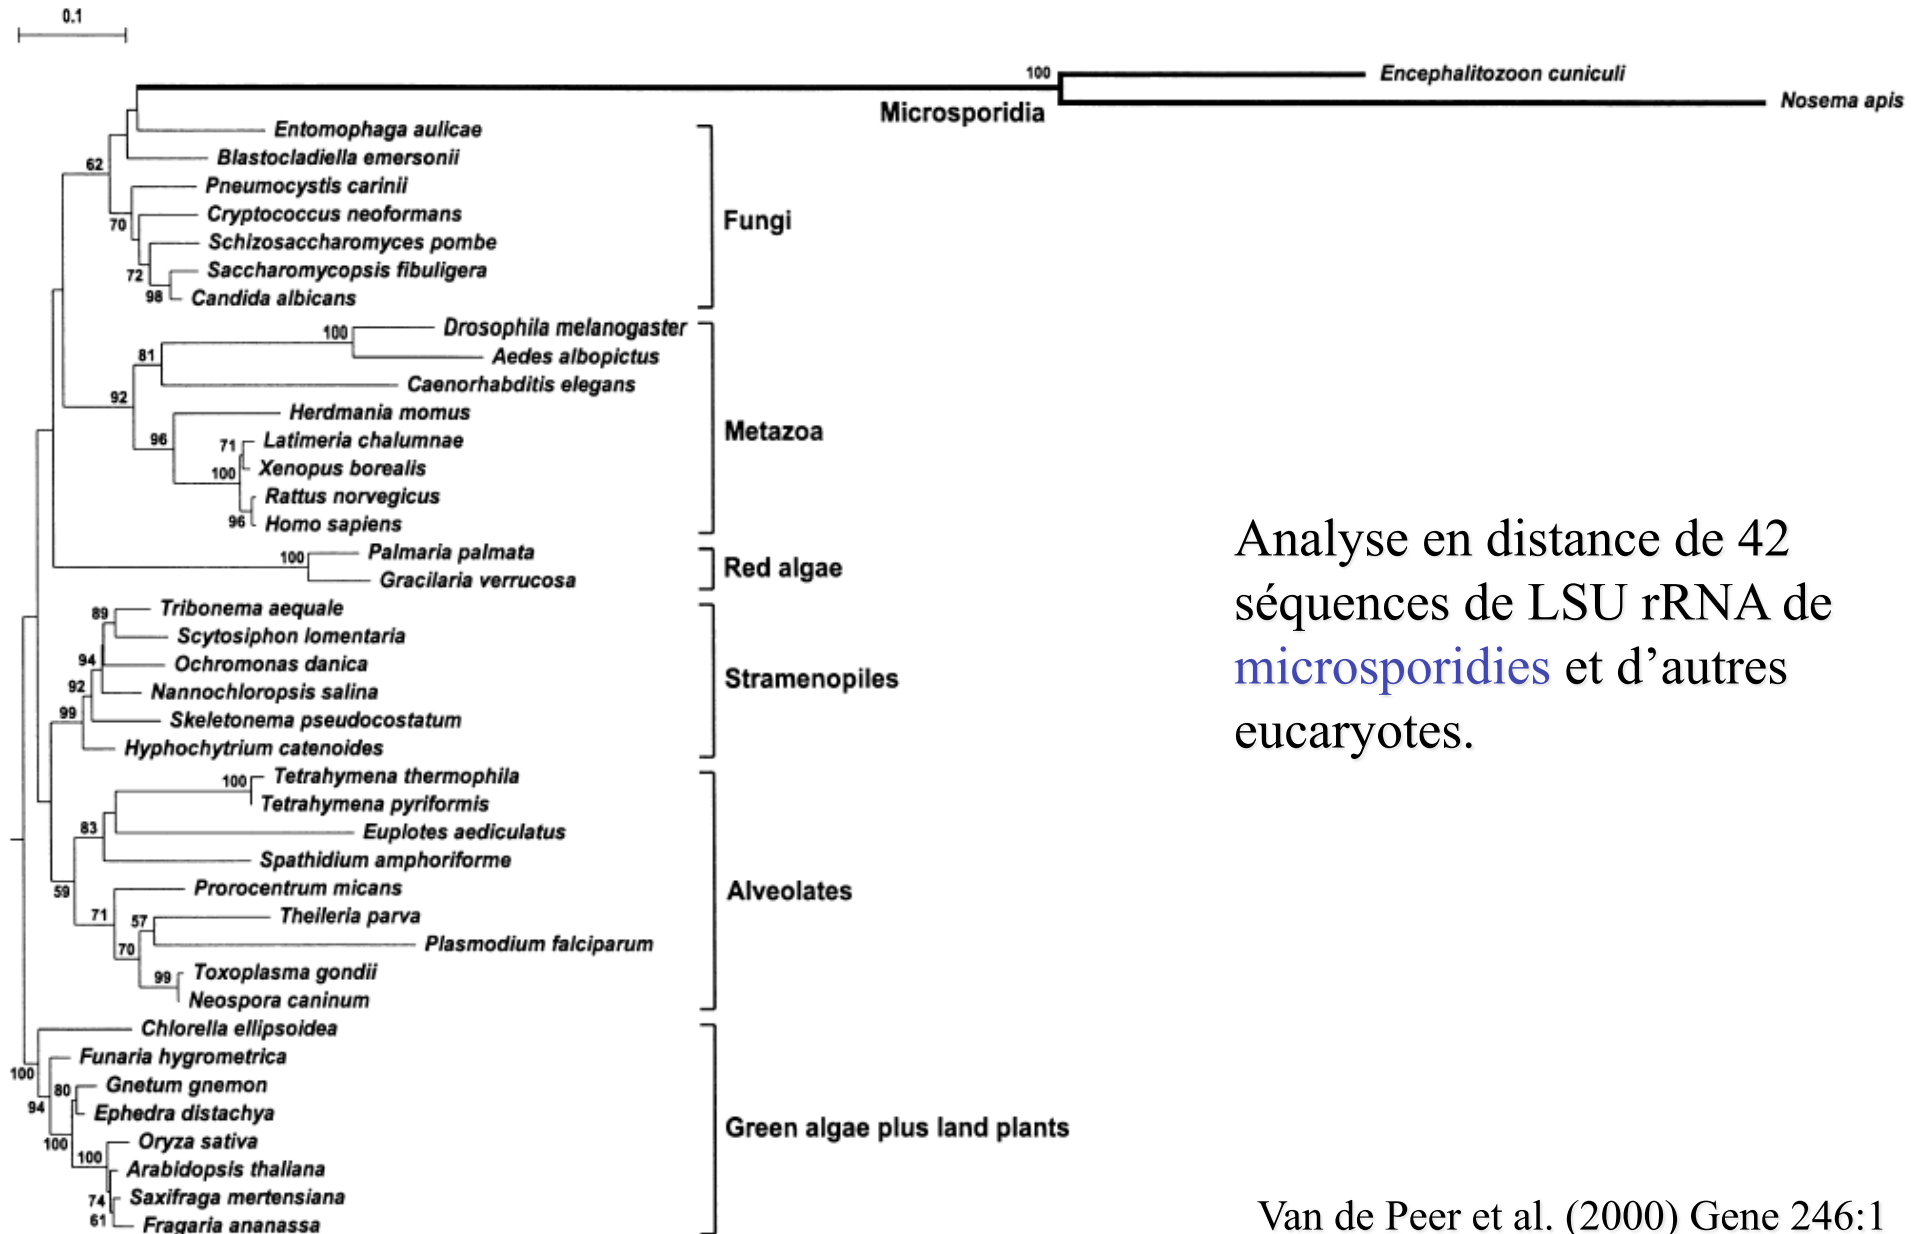 0.1
100
Encephalitozoon cuniculi
Nosema apis
Microsporidia
Entomophaga aulicae
Blastocladiella emersonii
62
Pneumocystis carinii
Cryptococcus neoformans
70
Fungi
Schizosaccharomyces pombe
Saccharomycopsis fibuligera
72
98
Candida albicans
100
Drosophila melanogaster
81
Aedes albopictus
Caenorhabditis elegans
92
Herdmania momus
96
Metazoa
71
Latimeria chalumnae
100
Xenopus borealis
Rattus norvegicus
96
Homo sapiens
100
Palmaria palmata
Red algae
Gracilaria verrucosa
89
Tribonema aequale
Scytosiphon lomentaria
94
Ochromonas danica
92
Nannochloropsis salina
Stramenopiles
99
Skeletonema pseudocostatum
Hyphochytrium catenoides
100
Tetrahymena thermophila
Tetrahymena pyriformis
83
Euplotes aediculatus
Spathidium amphoriforme
59
Prorocentrum micans
Alveolates
71
57
Theileria parva
70
Plasmodium falciparum
99
Toxoplasma gondii
Neospora caninum
Chlorella ellipsoidea
100
Funaria hygrometrica
80
Gnetum gnemon
94
Ephedra distachya
100
Oryza sativa
Green algae plus land plants
100
Arabidopsis thaliana
74
Saxifraga mertensiana
61
Fragaria ananassa
Analyse en distance de 42
séquences de LSU rRNA de
microsporidies et d’autres
eucaryotes.
Van de Peer et al. (2000) Gene 246:1